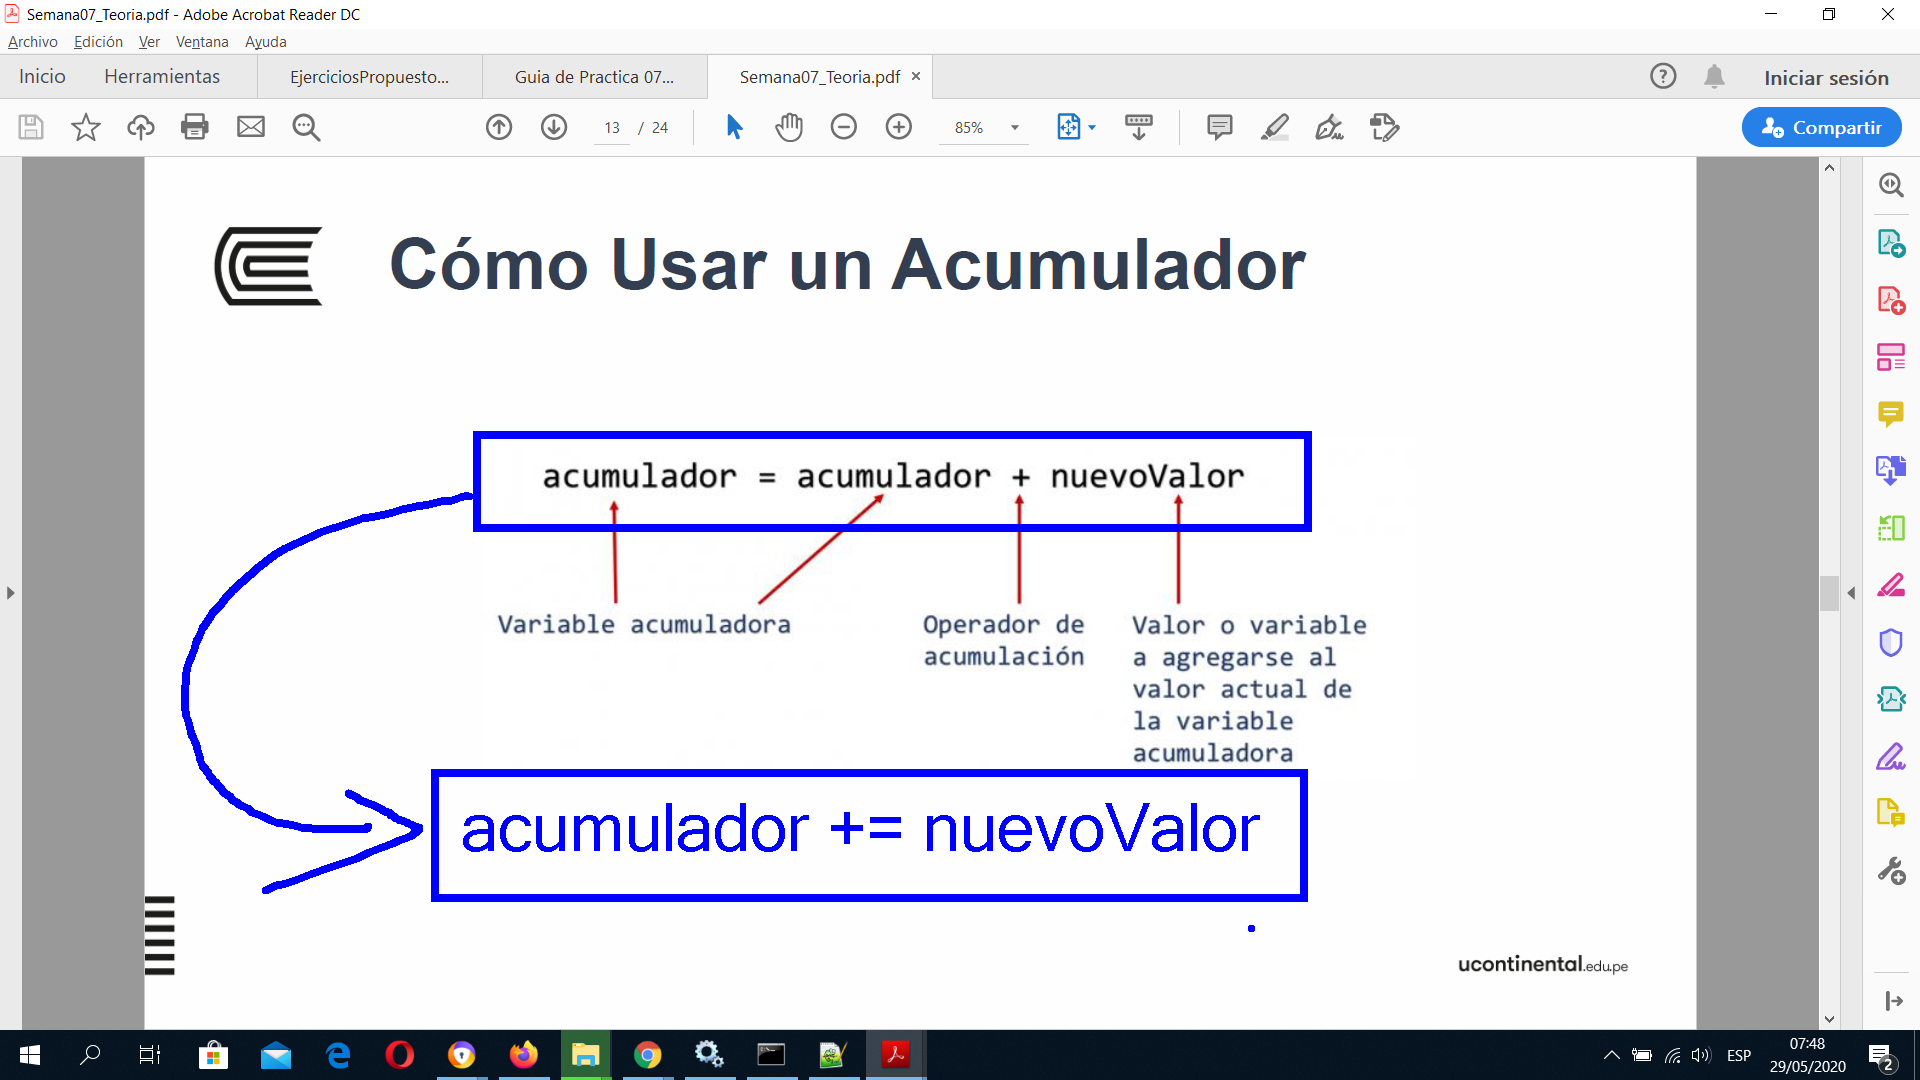 Semana07_Teoria.pdf - Adobe Acrobat Reader DC
Archivo Edición Ver Ventana Ayuda
Inicio Herramientas EjerciciosPropuesto... Guia de Practica 07... Semana07_Teoria.pdf × Iniciar sesión
13 / 24 85% Compartir
Cómo Usar un Acumulador
acumulador = acumulador + nuevoValor
Variable acumuladora
Operador de
acumulación
Valor o variable
a agregarse al
valor actual de
la variable
acumuladora
acumulador += nuevoValor
ucontinental.edu.pe
ESP
07:48
29/05/2020
2